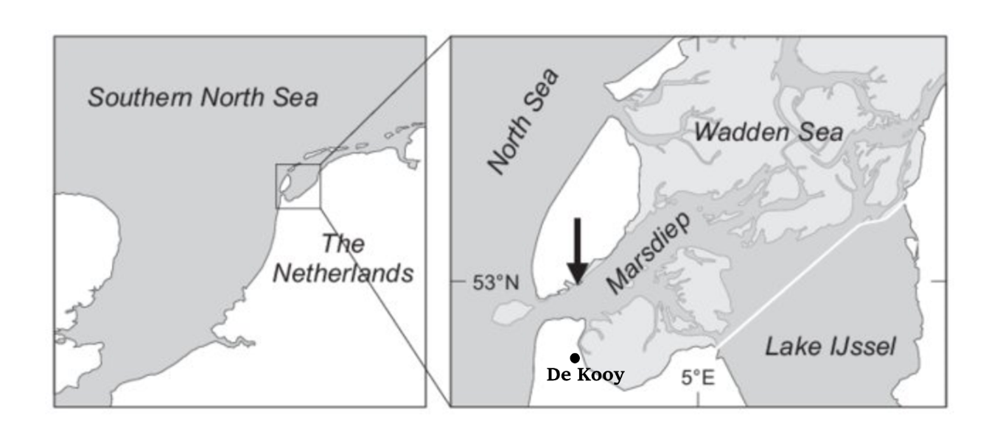 Southern North Sea
The
Netherlands
North Sea
Wadden Sea
Marsdiep
53°N
Lake IJssel
De Kooy
5°E